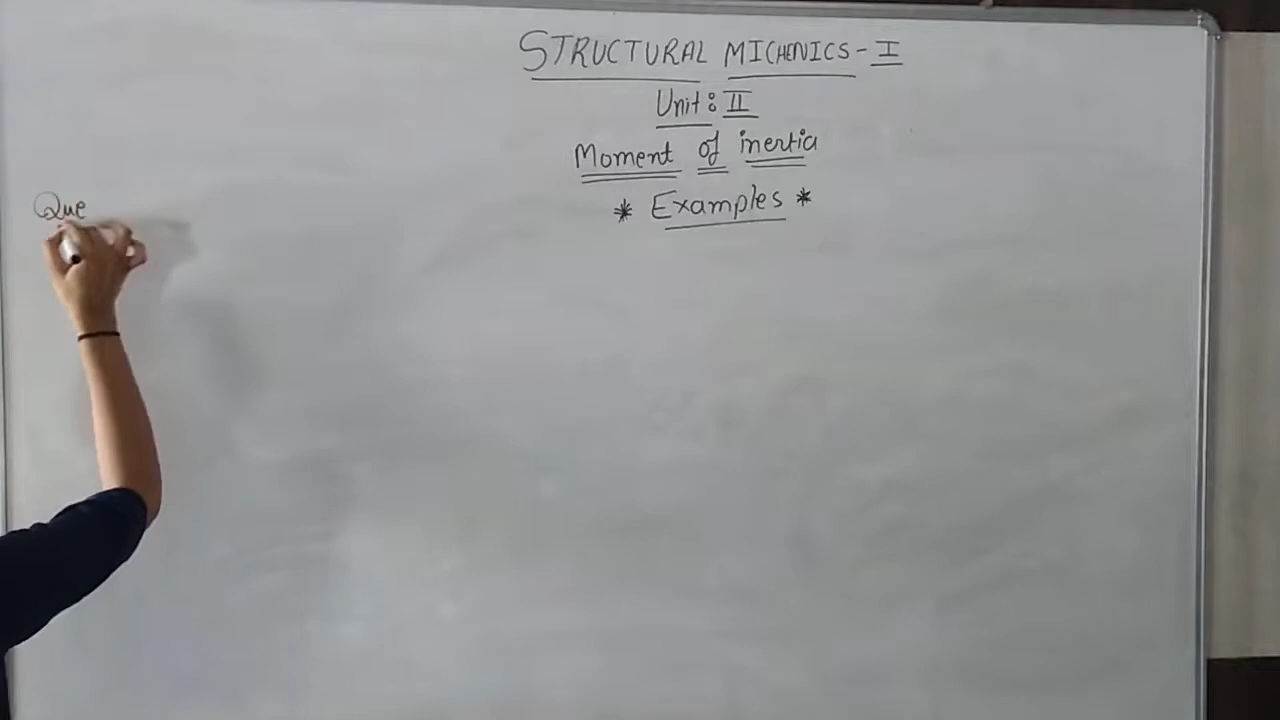 STRUCTURAL MICHENICS - I
Unit: II
Moment of inertia
* Examples *
Que